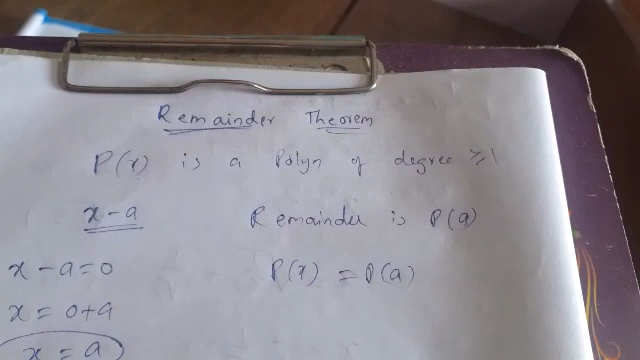 Remainder Theorem
P(x) is a Polyn of degree ≥1
x-a Remainder is P(a)
x-a=0 P(x) = P(a)
x = 0+a
x = a